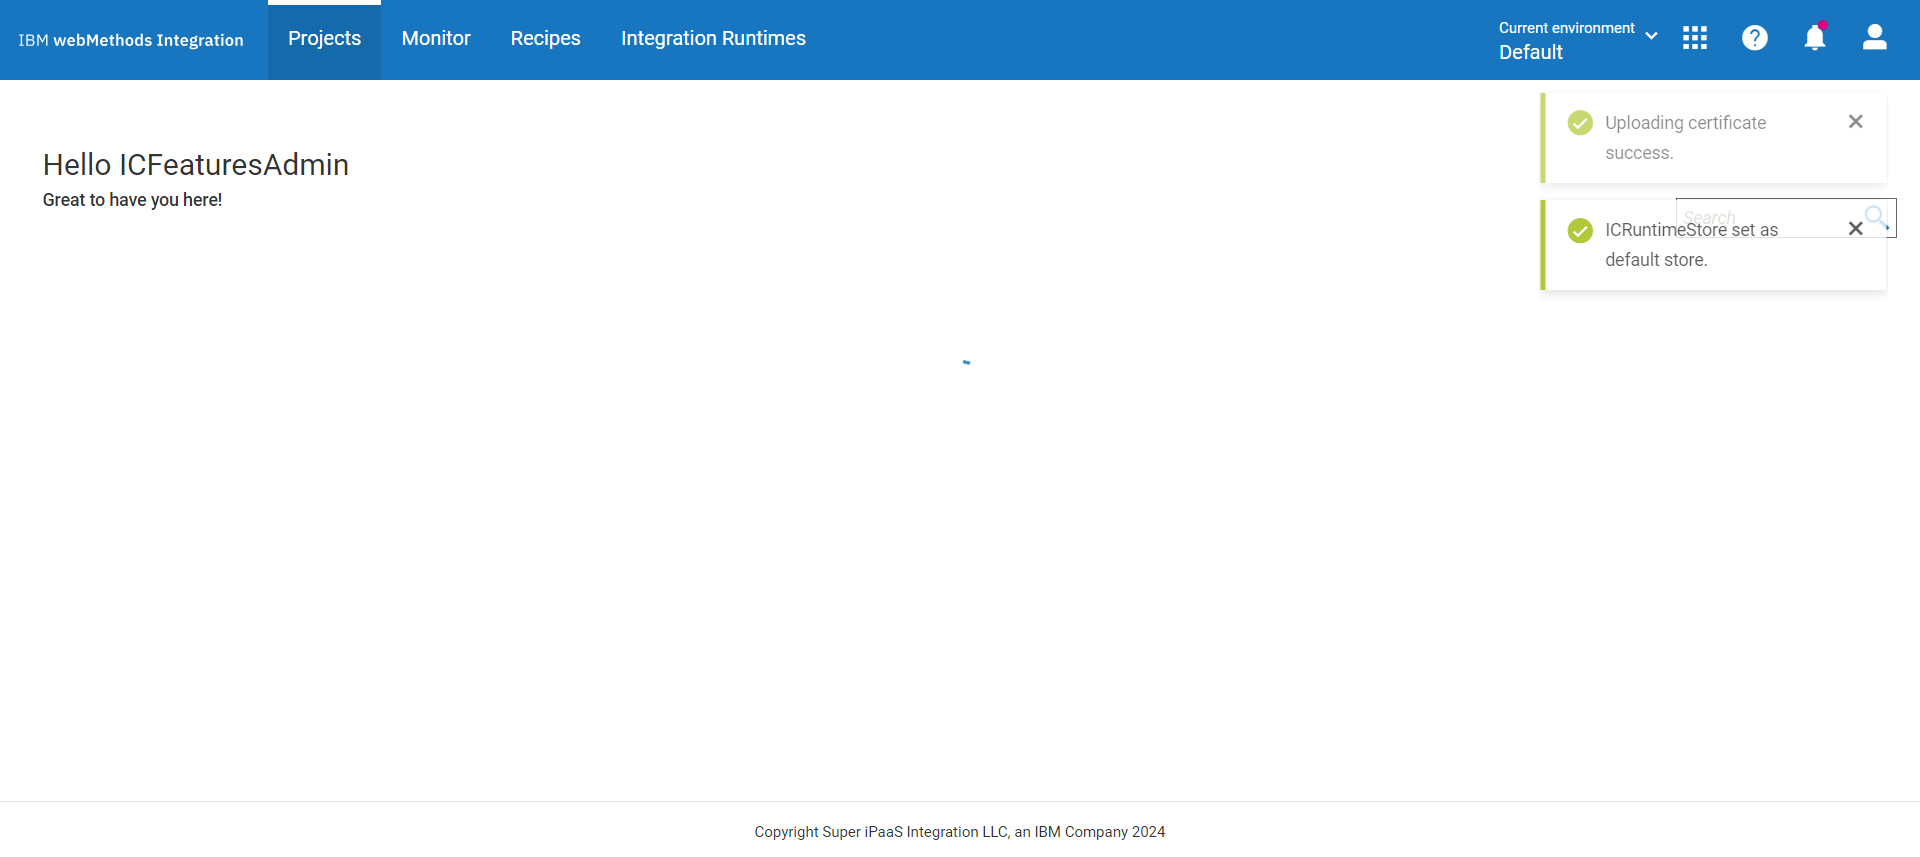 IBM webMethods Integration
Projects
Monitor
Recipes
Integration Runtimes
Current environment
Default
Hello ICFeaturesAdmin
Great to have you here!
Uploading certificate
success.
Search
ICRuntimeStore set as
default store.
Copyright Super iPaaS Integration LLC, an IBM Company 2024